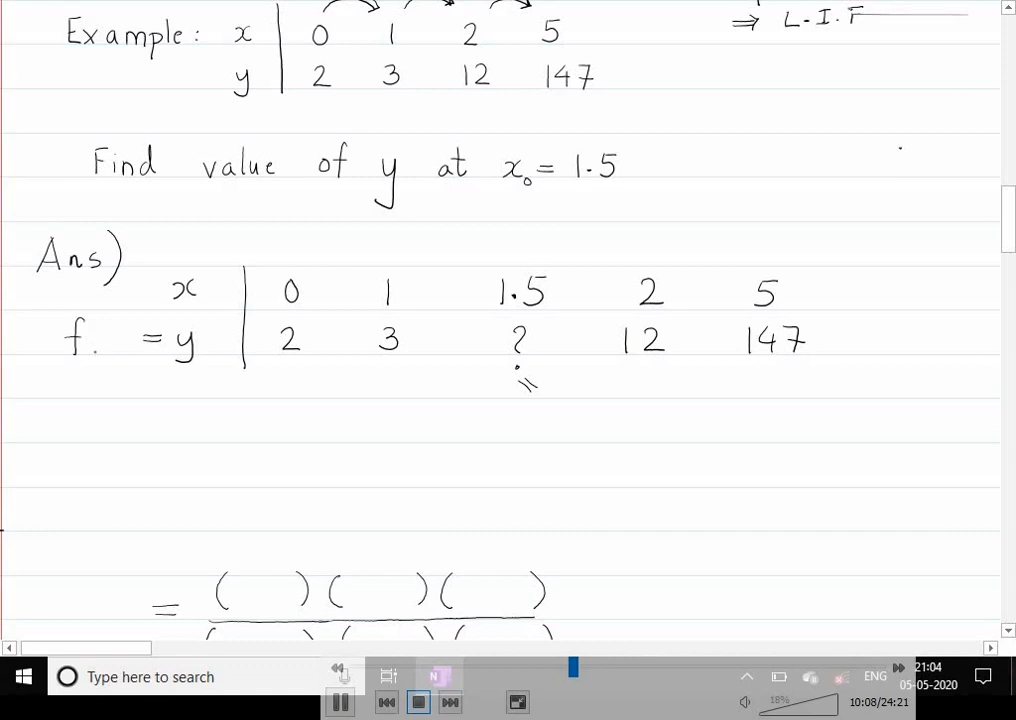 Example: x | 0 1 2 5
⇒ L.I.F
y | 2 3 12 147
Find value of y at x₀ = 1.5
Ans)
x | 0 1 1.5 2 5
f. = y | 2 3 ? 12 147
= ( ) ( ) ( )
( ) ( ) ( )
Type here to search
ENG
21:04
05-05-2020
18%
10:08/24:21